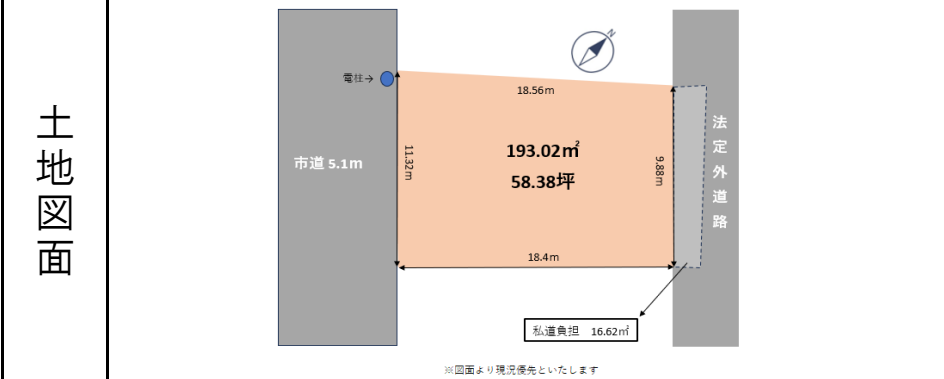 土地図面
N
電柱→
18.56m
市道 5.1m
11.32m
193.02㎡
58.38坪
9.88m
法定外道路
18.4m
私道負担 16.62㎡
※図面より現況優先といたします